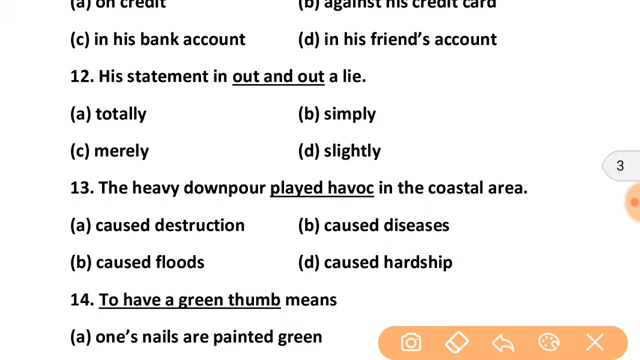 (a) on credit (b) against his credit card
(c) in his bank account (d) in his friend's account
12. His statement in out and out a lie.
(a) totally (b) simply
(c) merely (d) slightly
13. The heavy downpour played havoc in the coastal area.
(a) caused destruction (b) caused diseases
(b) caused floods (d) caused hardship
14. To have a green thumb means
(a) one's nails are painted green
3